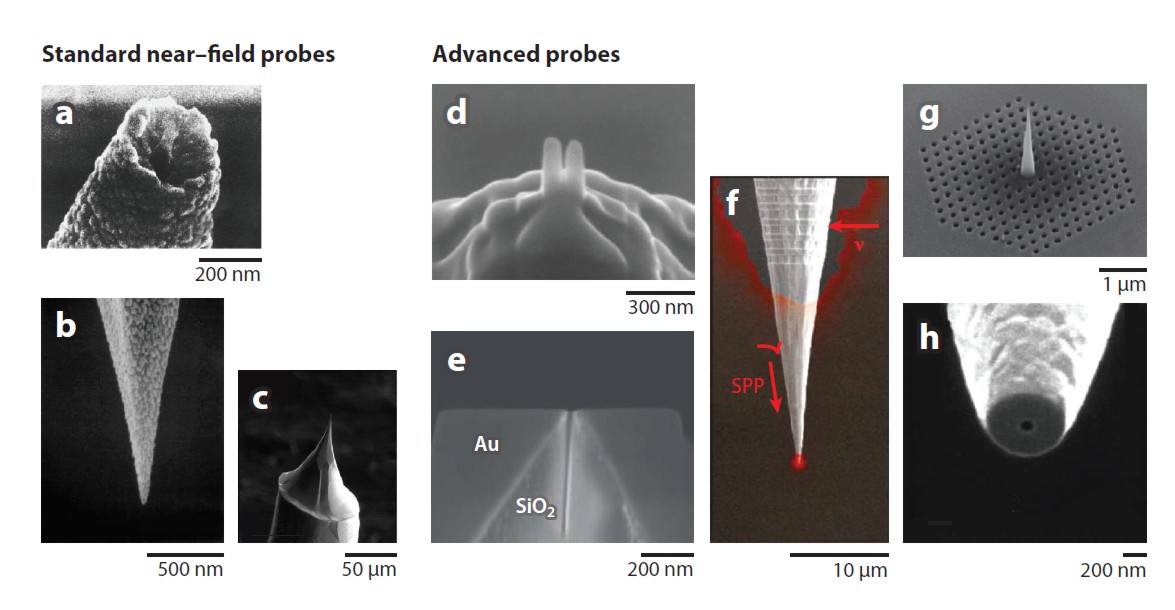 Standard near–field probes
Advanced probes
a
200 nm
b
500 nm
c
50 μm
d
300 nm
e
Au
SiO₂
200 nm
f
ν
SPP
10 μm
g
1 μm
h
200 nm